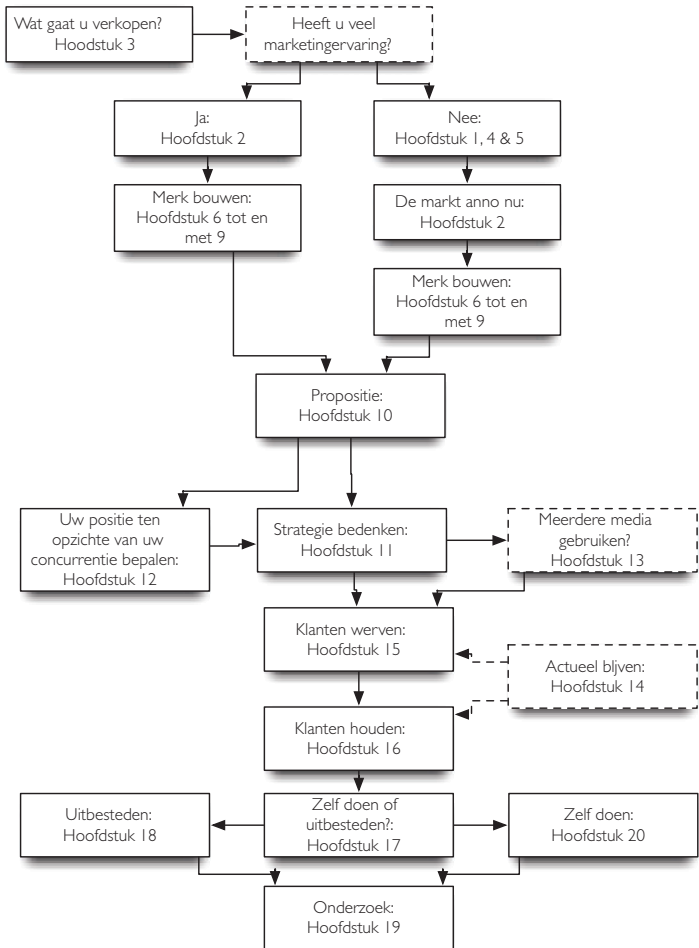 Wat gaat u verkopen?
Hoodstuk 3
Heeft u veel
marketingervaring?
Ja:
Hoofdstuk 2
Nee:
Hoofdstuk 1, 4 & 5
Merk bouwen:
Hoofdstuk 6 tot en
met 9
De markt anno nu:
Hoofdstuk 2
Merk bouwen:
Hoofdstuk 6 tot en
met 9
Propositie:
Hoofdstuk 10
Uw positie ten
opzichte van uw
concurrentie bepalen:
Hoofdstuk 12
Strategie bedenken:
Hoofdstuk 11
Meerdere media
gebruiken?
Hoofdstuk 13
Klanten werven:
Hoofdstuk 15
Actueel blijven:
Hoofdstuk 14
Klanten houden:
Hoofdstuk 16
Uitbesteden:
Hoofdstuk 18
Zelf doen of
uitbesteden?:
Hoofdstuk 17
Zelf doen:
Hoofdstuk 20
Onderzoek:
Hoofdstuk 19